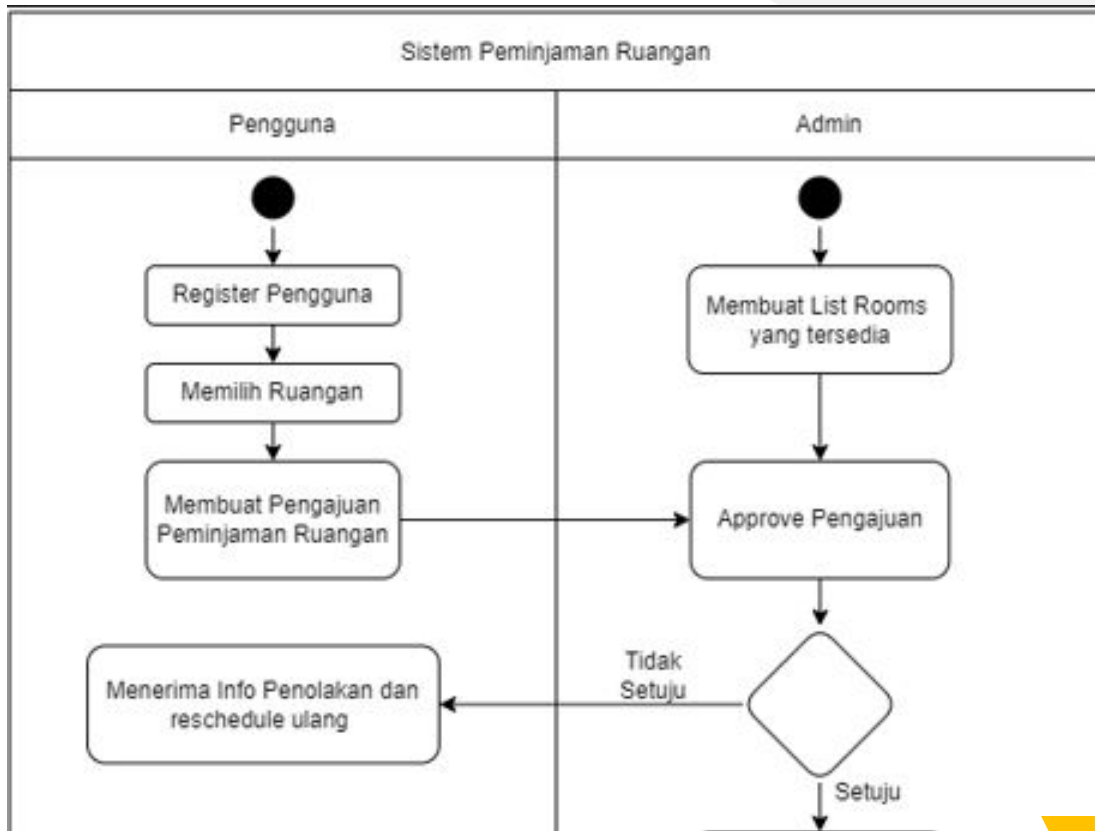 Sistem Peminjaman Ruangan
Pengguna
Admin
Register Pengguna
Membuat List Rooms
yang tersedia
Memilih Ruangan
Membuat Pengajuan
Peminjaman Ruangan
Approve Pengajuan
Tidak
Setuju
Menerima Info Penolakan dan
reschedule ulang
Setuju